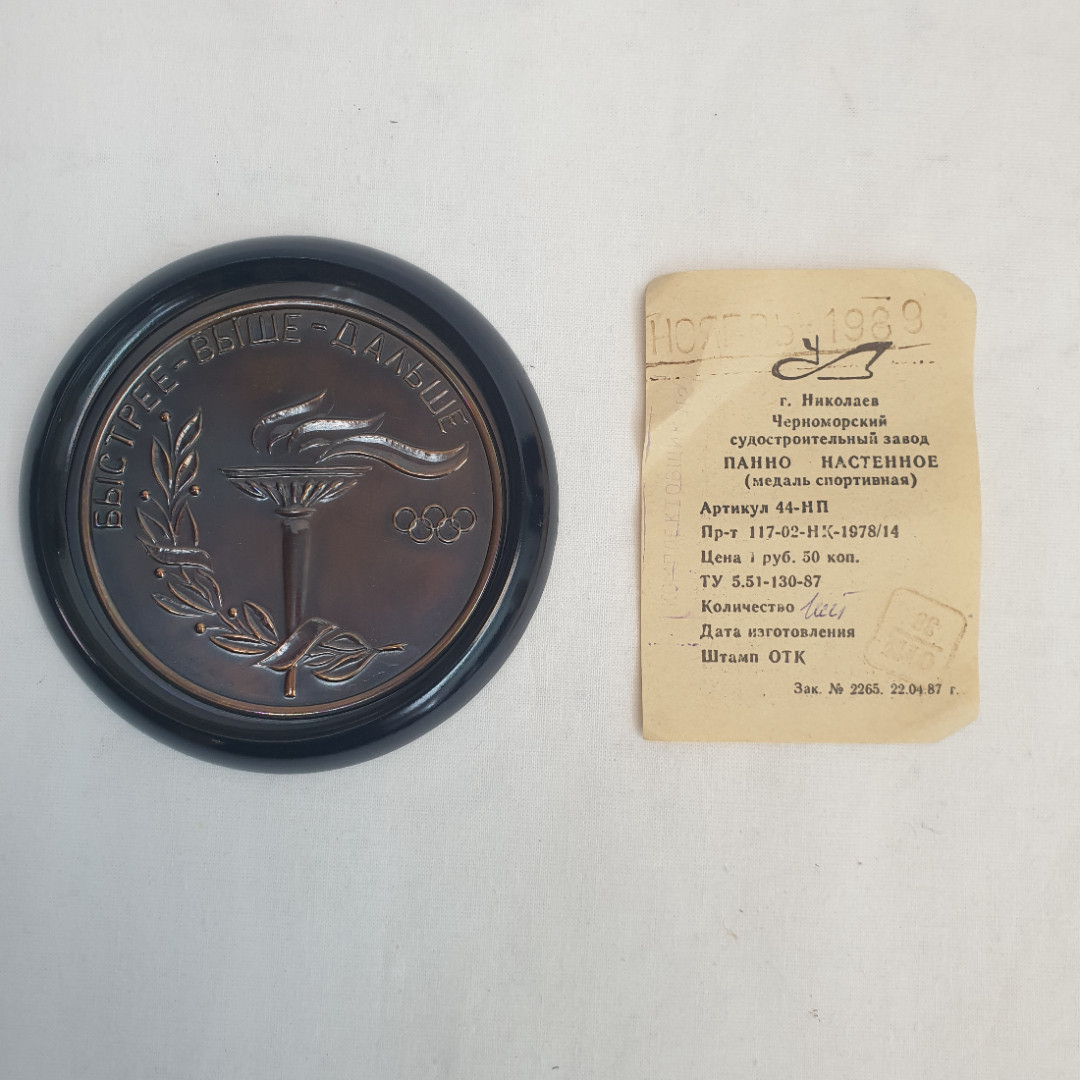 БЫСТРЕЕ-ВЫШЕ-ДАЛЬШЕ
НОЯБРЬ 1989
г. Николаев
Черноморский
судостроительный завод
ПАННО НАСТЕННОЕ
(медаль спортивная)
Артикул 44-НП
Пр-т 117-02-НК-1978/14
Цена 1 руб. 50 коп.
ТУ 5.51-130-87
Количество 1шт
Дата изготовления
Штамп ОТК
Зак. № 2265. 22.04.87 г.